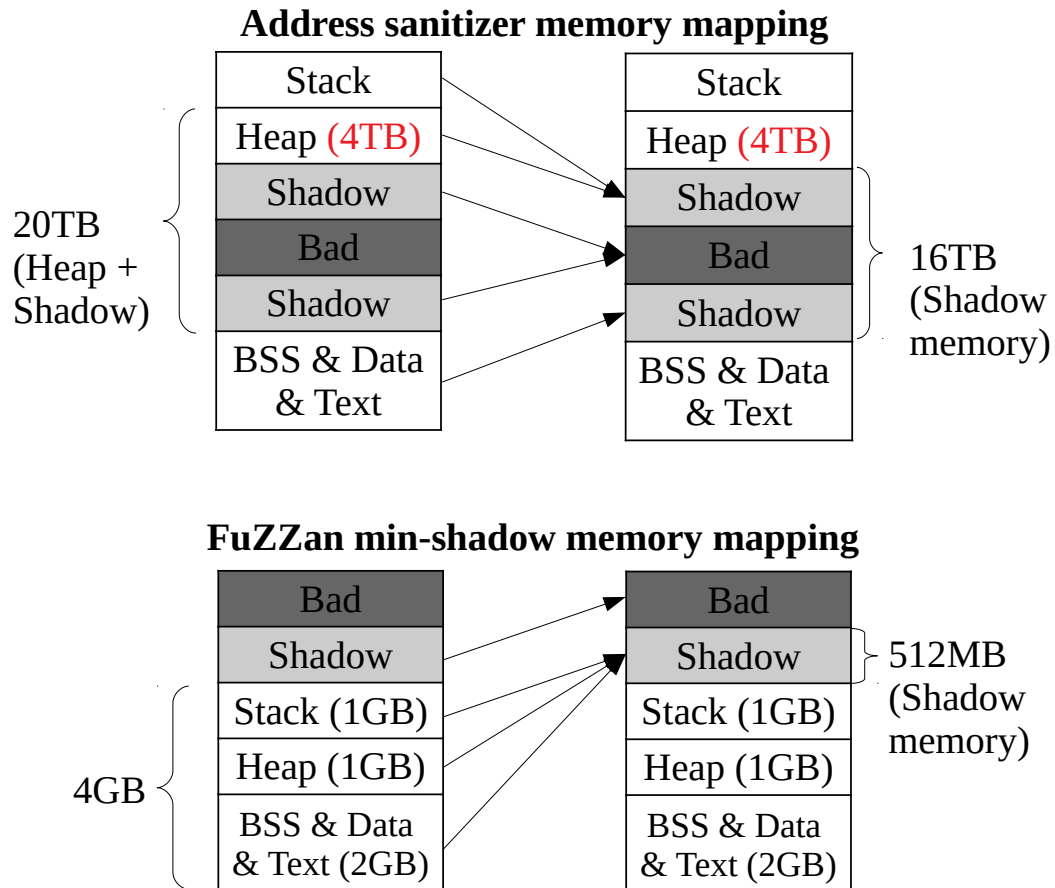 Address sanitizer memory mapping
Stack
Heap (4TB)
Shadow
Bad
Shadow
BSS & Data
& Text
20TB
(Heap +
Shadow)
Stack
Heap (4TB)
Shadow
Bad
Shadow
BSS & Data
& Text
16TB
(Shadow
memory)
FuZZan min-shadow memory mapping
Bad
Shadow
Stack (1GB)
Heap (1GB)
BSS & Data
& Text (2GB)
4GB
Bad
Shadow
Stack (1GB)
Heap (1GB)
BSS & Data
& Text (2GB)
512MB
(Shadow
memory)